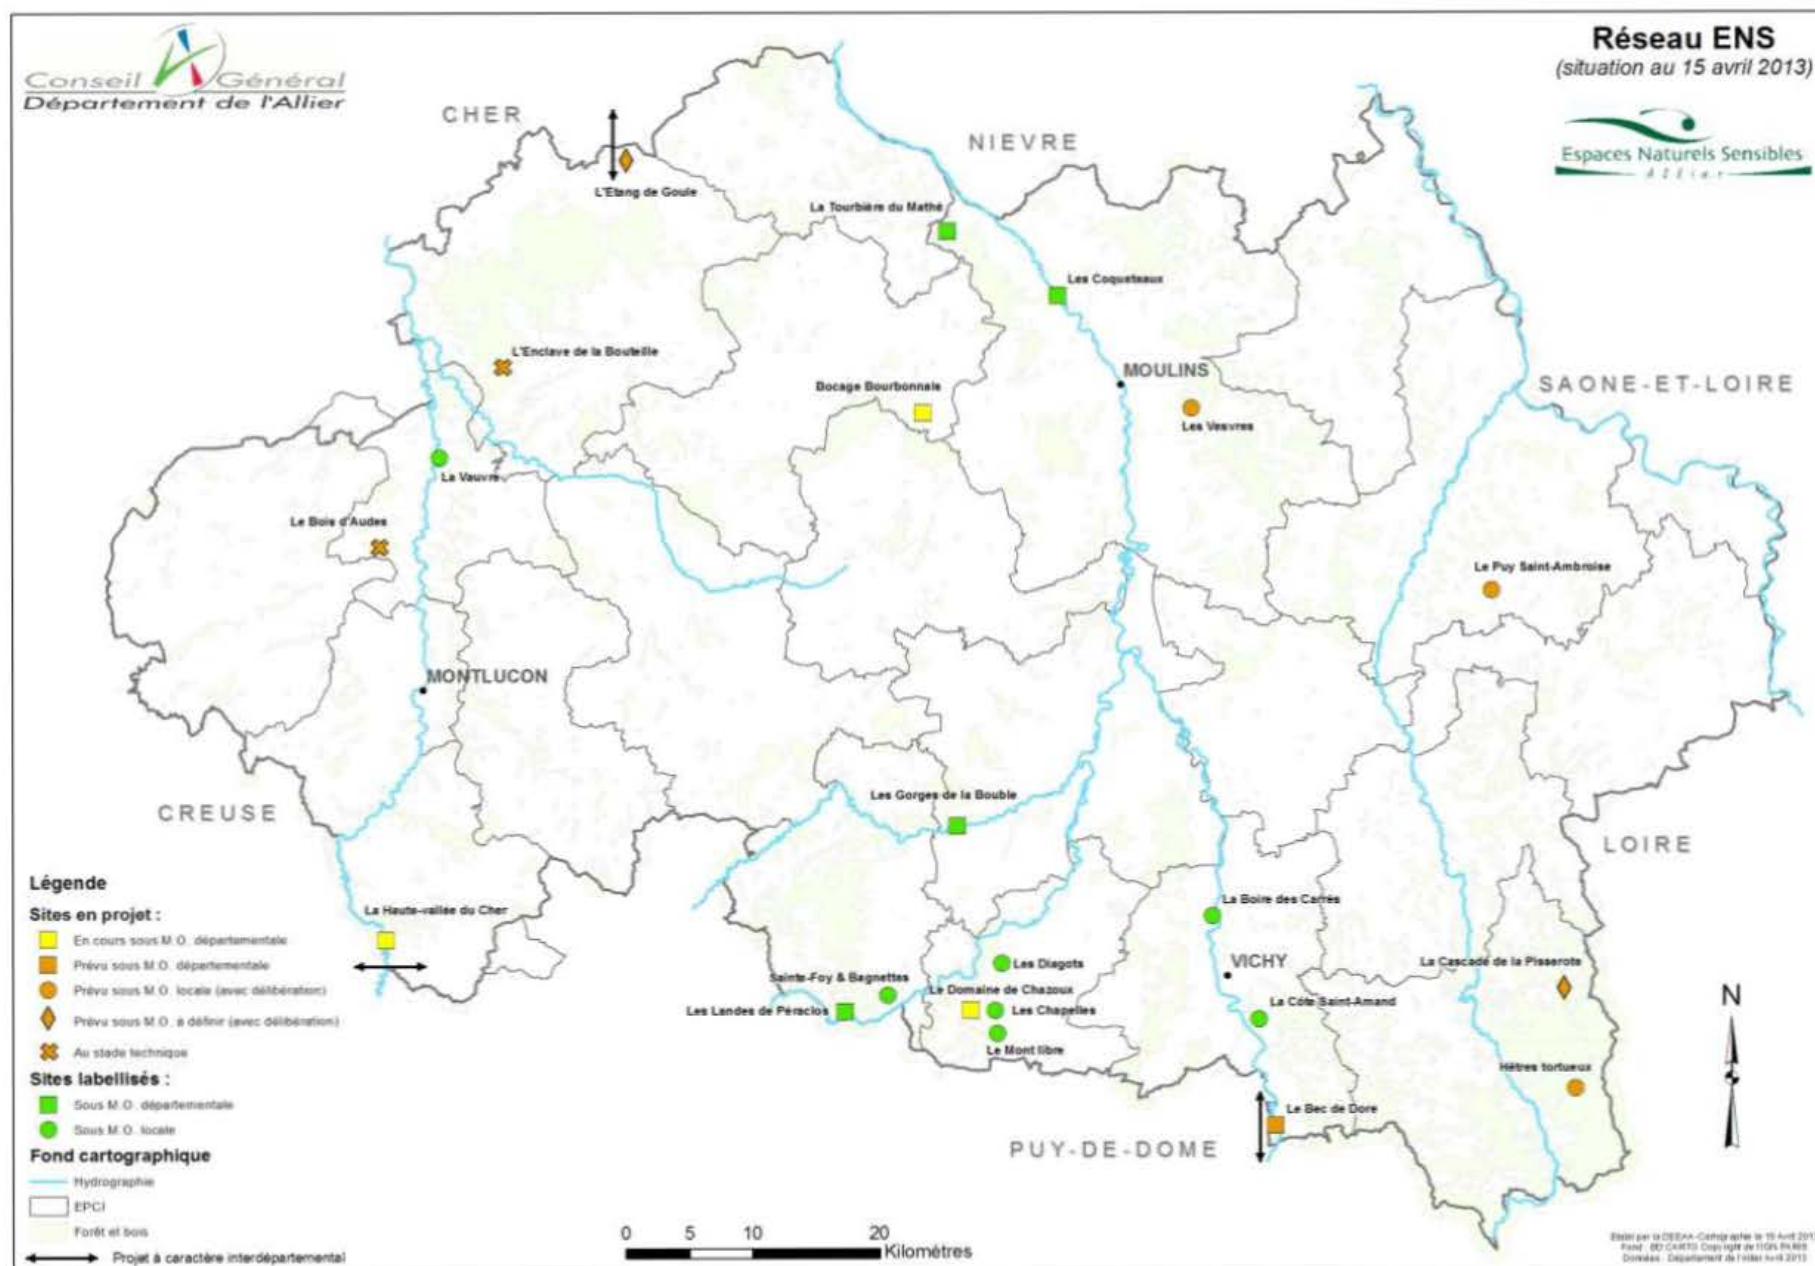 Conseil Général
Département de l'Allier
Réseau ENS
(situation au 15 avril 2013)
Espaces Naturels Sensibles
Allier
CHER
NIEVRE
L'Etang de Goule
La Tourbière du Mathé
Les Coqueteaux
L'Enclave de la Bouteille
MOULINS
SAONE-ET-LOIRE
Bocage Bourbonnais
Les Vesvres
La Vauvre
Le Bois d'Audes
Le Puy Saint-Ambroise
MONTLUCON
CREUSE
Les Gorges de la Bouble
LOIRE
La Haute-vallée du Cher
La Boire des Carrés
Les Diagots
VICHY
La Cascade de la Pisserote
Sainte-Foy & Bagnettes
Le Domaine de Chazoux
Les Landes de Péraclos
Les Chapelles
La Côte Saint-Amand
Le Mont libre
Hêtres tortueux
Le Bec de Dore
PUY-DE-DOME
N
Légende
Sites en projet :
En cours sous M.O. départementale
Prévu sous M.O. départementale
Prévu sous M.O. locale (avec délibération)
Prévu sous M.O. à définir (avec délibération)
Au stade technique
Sites labellisés :
Sous M.O. départementale
Sous M.O. locale
Fond cartographique
Hydrographie
EPCI
Forêt et bois
Projet à caractère interdépartemental
0 5 10 20
Kilomètres